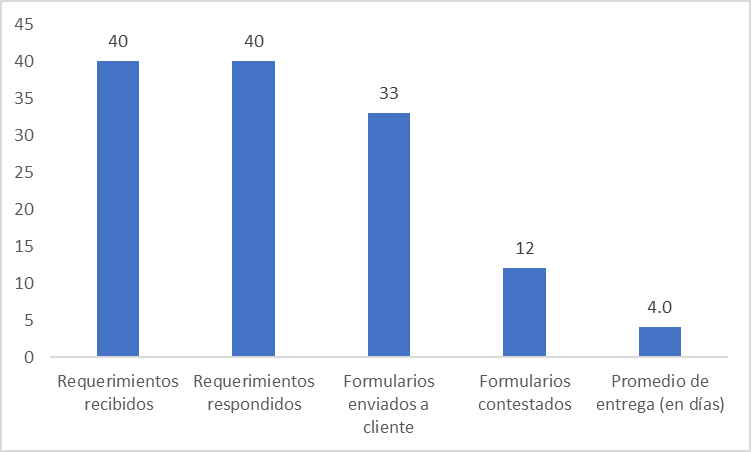 45
40
35
30
25
20
15
10
5
0
40
40
33
12
4.0
Requerimientos
recibidos
Requerimientos
respondidos
Formularios
enviados a
cliente
Formularios
contestados
Promedio de
entrega (en días)